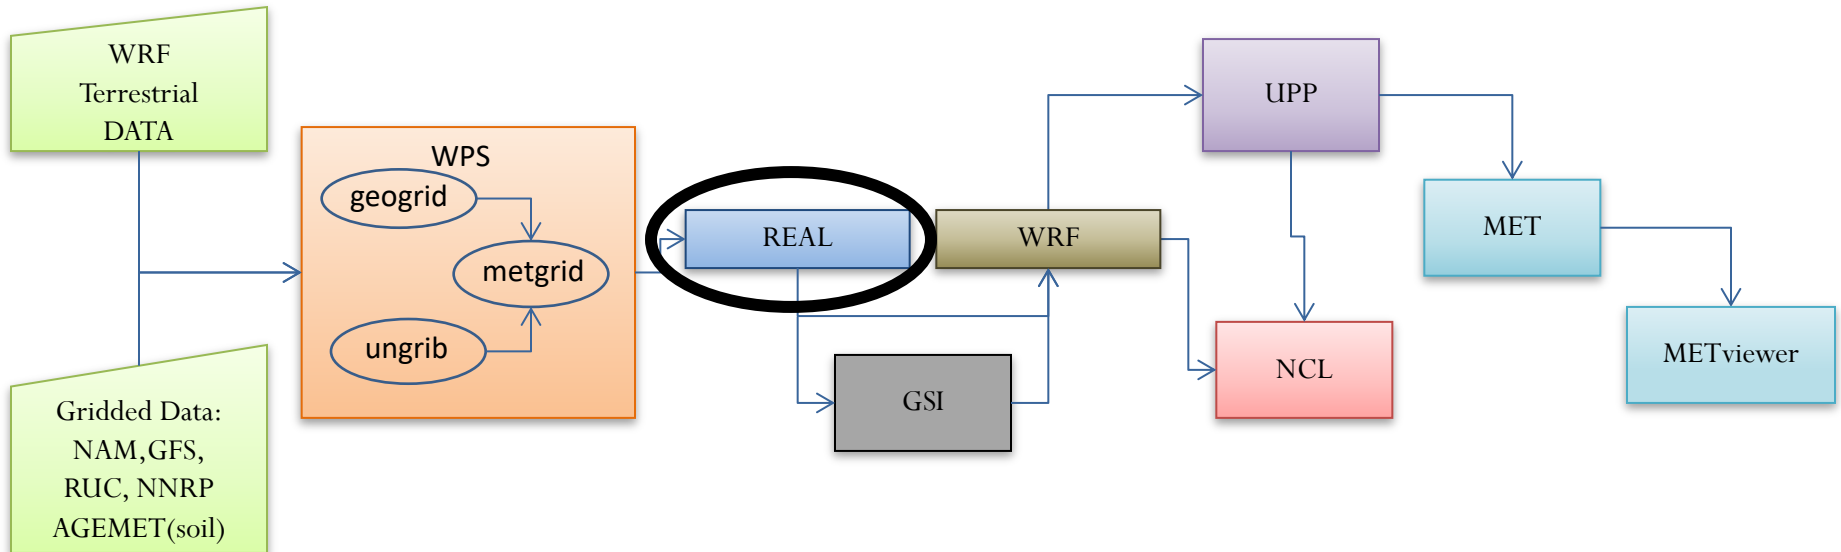 WRF
Terrestrial
DATA
WPS
geogrid
metgrid
ungrib
Gridded Data:
NAM,GFS,
RUC, NNRP
AGEMET(soil)
REAL
WRF
GSI
UPP
NCL
MET
METviewer